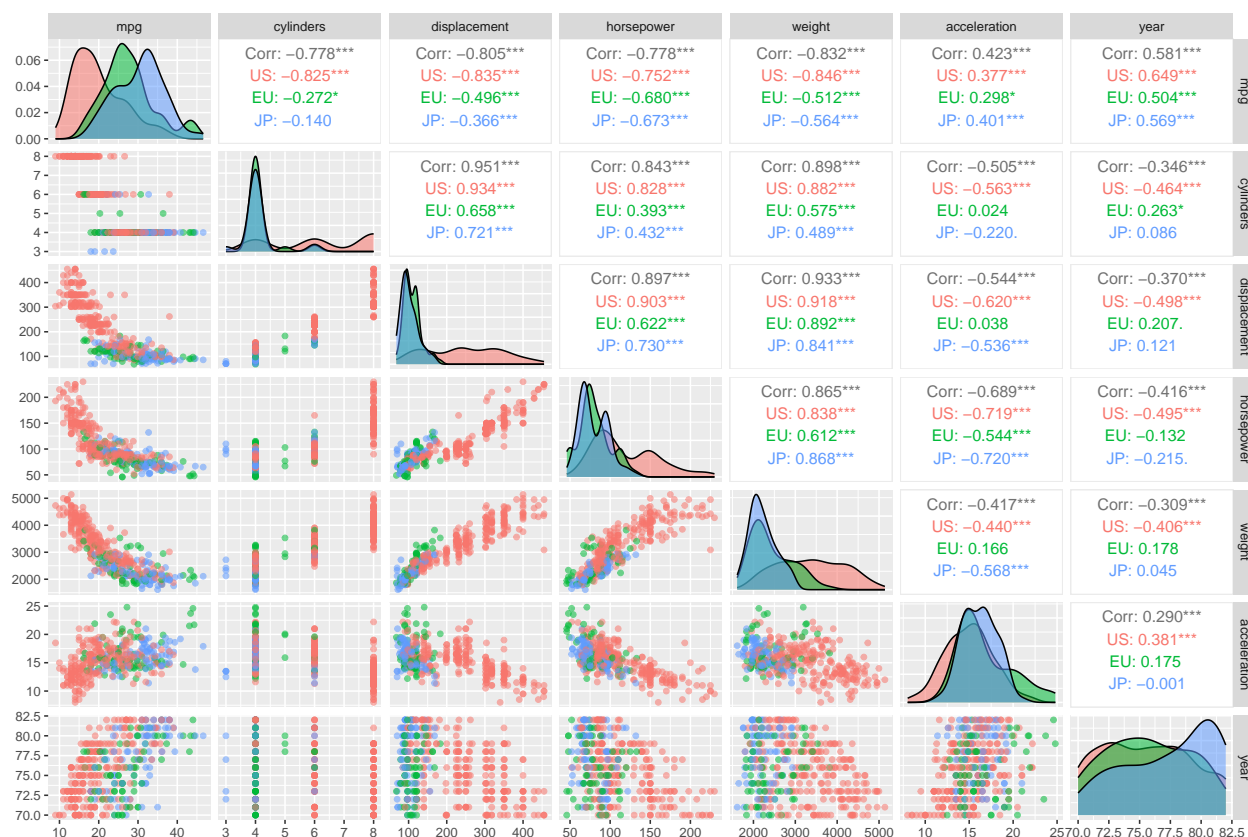 mpg cylinders displacement horsepower weight acceleration year
0.06
0.04
0.02
0.00
Corr: −0.778***
US: −0.825***
EU: −0.272*
JP: −0.140
Corr: −0.805***
US: −0.835***
EU: −0.496***
JP: −0.366***
Corr: −0.778***
US: −0.752***
EU: −0.680***
JP: −0.673***
Corr: −0.832***
US: −0.846***
EU: −0.512***
JP: −0.564***
Corr: 0.423***
US: 0.377***
EU: 0.298*
JP: 0.401***
Corr: 0.581***
US: 0.649***
EU: 0.504***
JP: 0.569***
mpg
8
7
6
5
4
3
Corr: 0.951***
US: 0.934***
EU: 0.658***
JP: 0.721***
Corr: 0.843***
US: 0.828***
EU: 0.393***
JP: 0.432***
Corr: 0.898***
US: 0.882***
EU: 0.575***
JP: 0.489***
Corr: −0.505***
US: −0.563***
EU: 0.024
JP: −0.220.
Corr: −0.346***
US: −0.464***
EU: 0.263*
JP: 0.086
cylinders
400
300
200
100
Corr: 0.897***
US: 0.903***
EU: 0.622***
JP: 0.730***
Corr: 0.933***
US: 0.918***
EU: 0.892***
JP: 0.841***
Corr: −0.544***
US: −0.620***
EU: 0.038
JP: −0.536***
Corr: −0.370***
US: −0.498***
EU: 0.207.
JP: 0.121
displacement
200
150
100
50
Corr: 0.865***
US: 0.838***
EU: 0.612***
JP: 0.868***
Corr: −0.689***
US: −0.719***
EU: −0.544***
JP: −0.720***
Corr: −0.416***
US: −0.495***
EU: −0.132
JP: −0.215.
horsepower
5000
4000
3000
2000
Corr: −0.417***
US: −0.440***
EU: 0.166
JP: −0.568***
Corr: −0.309***
US: −0.406***
EU: 0.178
JP: 0.045
weight
25
20
15
10
Corr: 0.290***
US: 0.381***
EU: 0.175
JP: −0.001
acceleration
82.5
80.0
77.5
75.0
72.5
70.0
year
10 20 30 40 3 4 5 6 7 8 100 200 300 400 50 100 150 200 2000 3000 4000 5000 10 15 20 25 70.0 72.5 75.0 77.5 80.0 82.5